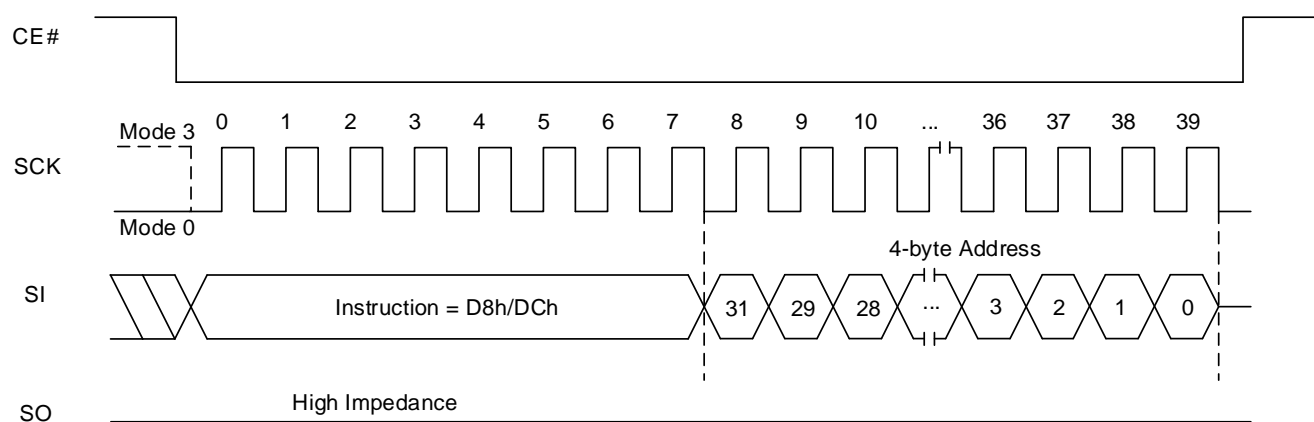 CE#
Mode 3 0 1 2 3 4 5 6 7 8 9 10 ... 36 37 38 39
SCK
Mode 0
4-byte Address
SI Instruction = D8h/DCh 31 29 28 ... 3 2 1 0
High Impedance
SO